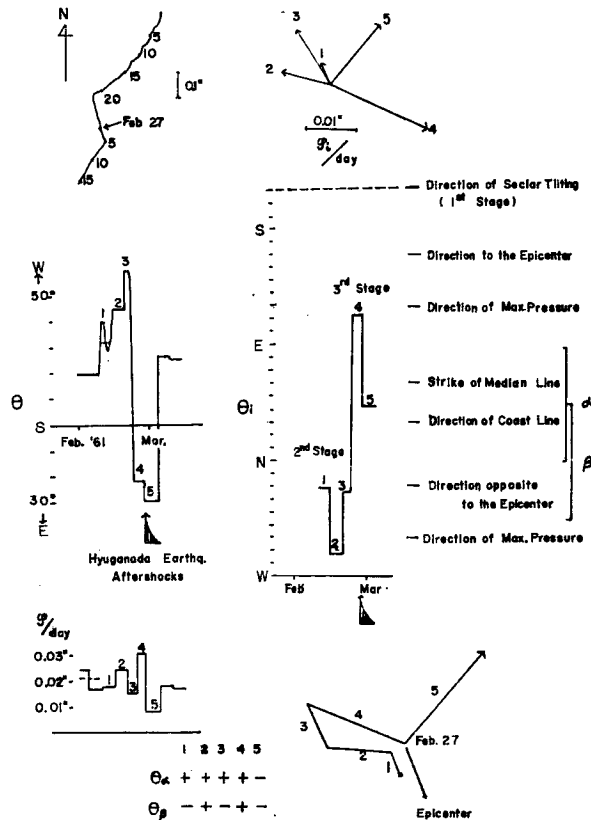 N
5
10
15
0.1"
20
Feb 27
5
10
15
3
5
1
2
4
0.01"
φi/day
Direction of Seclar Tilting
( 1st Stage)
S
Direction to the Epicenter
3rd Stage
4
Direction of Max. Pressure
E
Strike of Median Line
α
5
θi
Direction of Coast Line
2nd Stage
N
β
1
3
Direction opposite
to the Epicenter
2
Direction of Max. Pressure
W
Feb
Mar
W
3
50°
2
1
θ
S
Feb. '61
Mar.
4
5
30°
E
Hyuganada Earthq.
Aftershocks
φ/day
0.03"
0.02"
0.01"
1
2
3
4
5
1 2 3 4 5
θα + + + + −
θβ − + − + −
5
4
3
Feb. 27
2
1
Epicenter